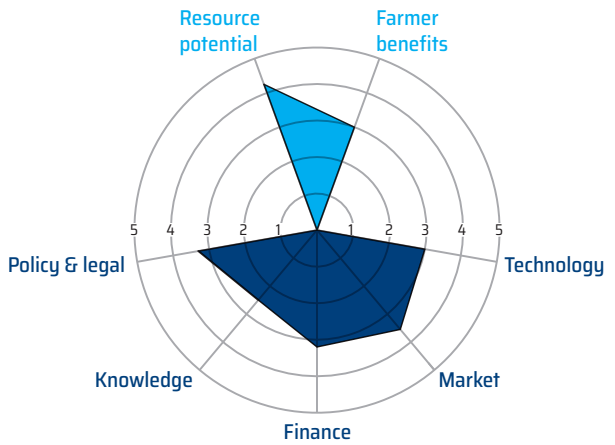 Resource
potential
Farmer
benefits
5 4 3 2 1 1 2 3 4 5
Policy & legal
Technology
Knowledge
Market
Finance